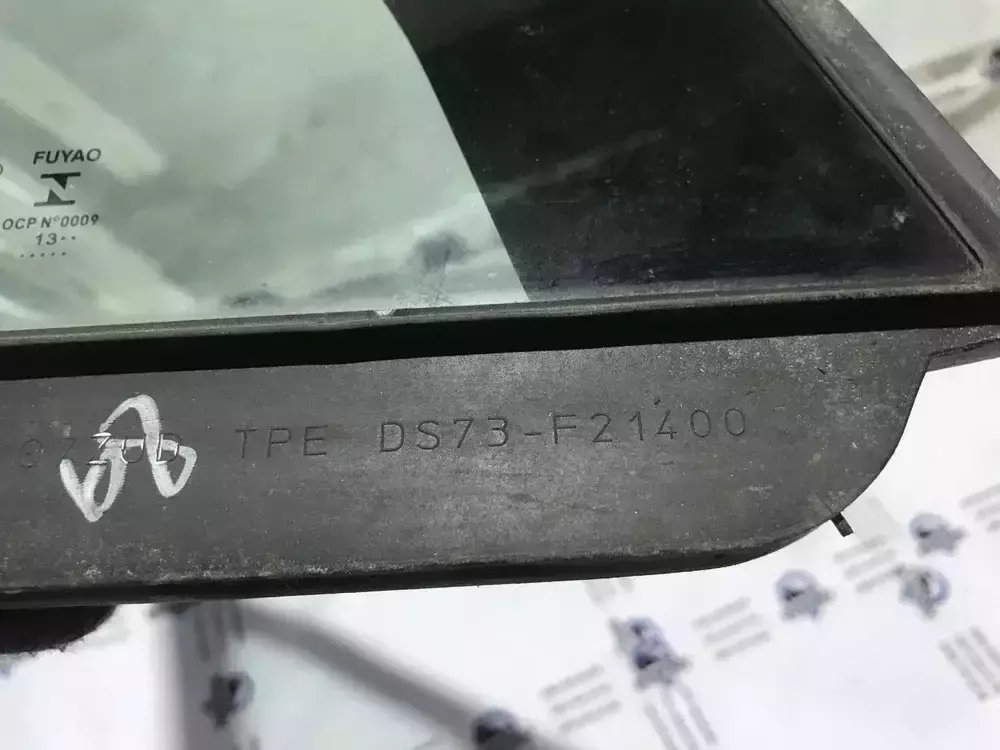 FUYAO
OCP N°0009
13··
·····
TPE DS73-F21400